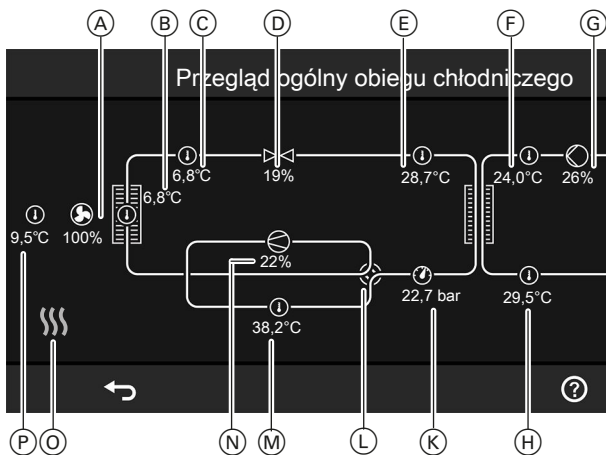 A B C D E F G
Przegląd ogólny obiegu chłodniczego
6,8°C 19% 28,7°C 24,0°C 26%
6,8°C
9,5°C 100%
22% 22,7 bar 29,5°C
38,2°C
?
P O N M L K H